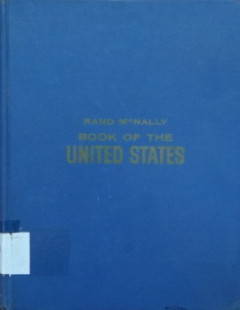 RAND MCNALLY
BOOK OF THE
UNITED STATES